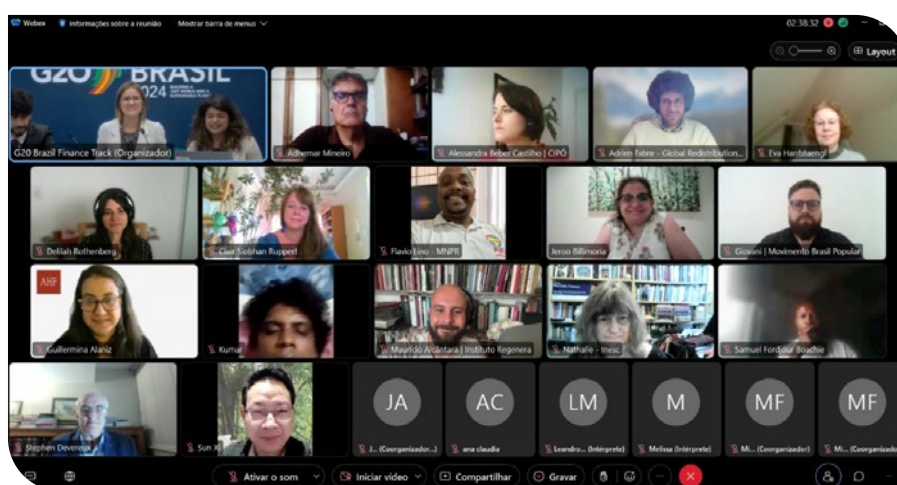 Webex Informações sobre a reunião Mostrar barra de menus
02:38:32
Layout
G20 BRASIL
2024
G20 Brazil Finance Track (Organizador)
Adhemar Mineiro
Alessandra Beber Castilho | CIPÓ
Adrien Fabre - Global Redistribution...
Eva Hanfstaengl
Delilah Rothenberg
Clair Siobhan Ruppert
Flavio Lino - MNPR
Jeroo Billimoria
Giovani | Movimento Brasil Popular
AHF
Guillermina Alaniz
Kumar
Maurício Alcântara | Instituto Regenera
Nathalie - Inesc
Samuel Fordjour Boachie
Stephen Devereux
Sun Xi
JA
J... (Coorganizador...)
AC
ana claudia
LM
Leandro... (Intérprete)
M
Melissa (Intérprete)
MF
Mi... (Coorganizador)
MF
Mi... (Coorganizado
Ativar o som
Iniciar vídeo
Compartilhar
Gravar